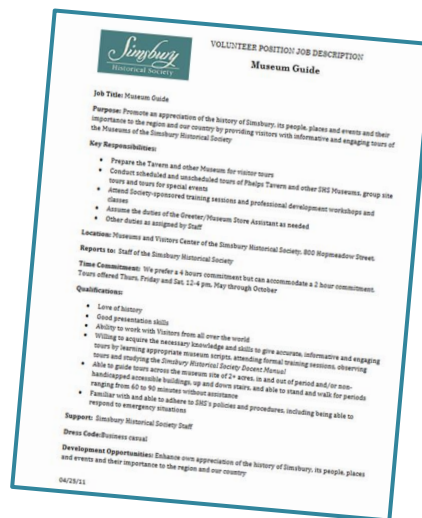 Simsbury
Historical Society
VOLUNTEER POSITION JOB DESCRIPTION
Museum Guide
Job Title: Museum Guide
Purpose: Promote an appreciation of the history of Simsbury, its people, places and events and their
importance to the region and our country by providing visitors with informative and engaging tours of
the Museums of the Simsbury Historical Society
Key Responsibilities:
• Prepare the Tavern and other Museum for visitor tours
• Conduct scheduled and unscheduled tours of Phelps Tavern and other SHS Museums, group site
tours and tours for special events
• Attend Society-sponsored training sessions and professional development workshops and
classes
• Assume the duties of the Greeter/Museum Store Assistant as needed
• Other duties as assigned by Staff
Location: Museums and Visitors Center of the Simsbury Historical Society, 800 Hopmeadow Street.
Reports to: Staff of the Simsbury Historical Society
Time Commitment: We prefer a 4 hours commitment but can accommodate a 2 hour commitment.
Tours offered Thurs, Friday and Sat, 12-4 pm, May through October
Qualifications:
• Love of history
• Good presentation skills
• Ability to work with Visitors from all over the world
• Willing to acquire the necessary knowledge and skills to give accurate, informative and engaging
tours by learning appropriate museum scripts, attending formal training sessions, observing
tours and studying the Simsbury Historical Society Docent Manual
• Able to guide tours across the museum site of 2+ acres, in and out of period and/or non-
handicapped accessible buildings, up and down stairs, and able to stand and walk for periods
ranging from 60 to 90 minutes without assistance
• Familiar with and able to adhere to SHS's policies and procedures, including being able to
respond to emergency situations
Support: Simsbury Historical Society Staff
Dress Code:Business casual
Development Opportunities: Enhance own appreciation of the history of Simsbury, its people, places
and events and their importance to the region and our country
04/25/11